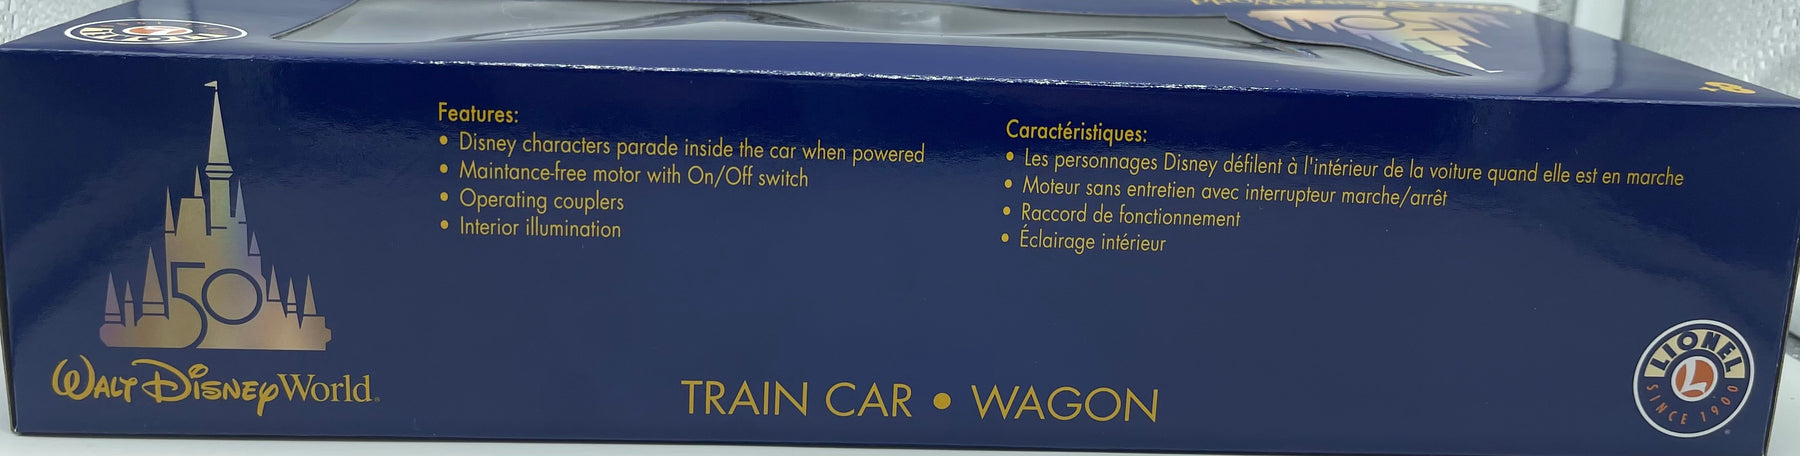 Features:
• Disney characters parade inside the car when powered
• Maintance-free motor with On/Off switch
• Operating couplers
• Interior illumination
Caractéristiques:
• Les personnages Disney défilent à l'intérieur de la voiture quand elle est en marche
• Moteur sans entretien avec interrupteur marche/arrêt
• Raccord de fonctionnement
• Éclairage intérieur
50
WALT DISNEY World
TRAIN CAR • WAGON
LIONEL
L
SINCE 1900